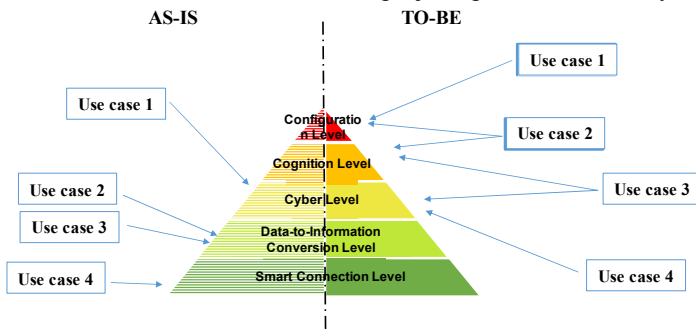 AS-IS TO-BE
Use case 1
Use case 1
Configuratio
n Level
Use case 2
Cognition Level
Use case 2
Use case 3
Cyber Level
Use case 3
Data-to-Information
Conversion Level
Use case 4
Smart Connection Level
Use case 4